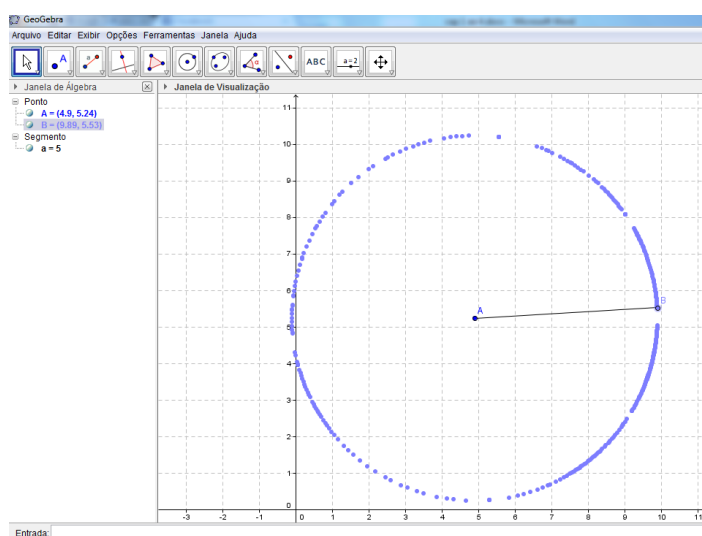 GeoGebra
Arquivo Editar Exibir Opções Ferramentas Janela Ajuda
A
a
α
ABC
a=2
Janela de Álgebra
Janela de Visualização
Ponto
A = (4.9, 5.24)
B = (9.89, 5.53)
Segmento
a = 5
11
10
9
8
7
6
5
4
3
2
1
0
A
B
-3 -2 -1 0 1 2 3 4 5 6 7 8 9 10 11
Entrada: